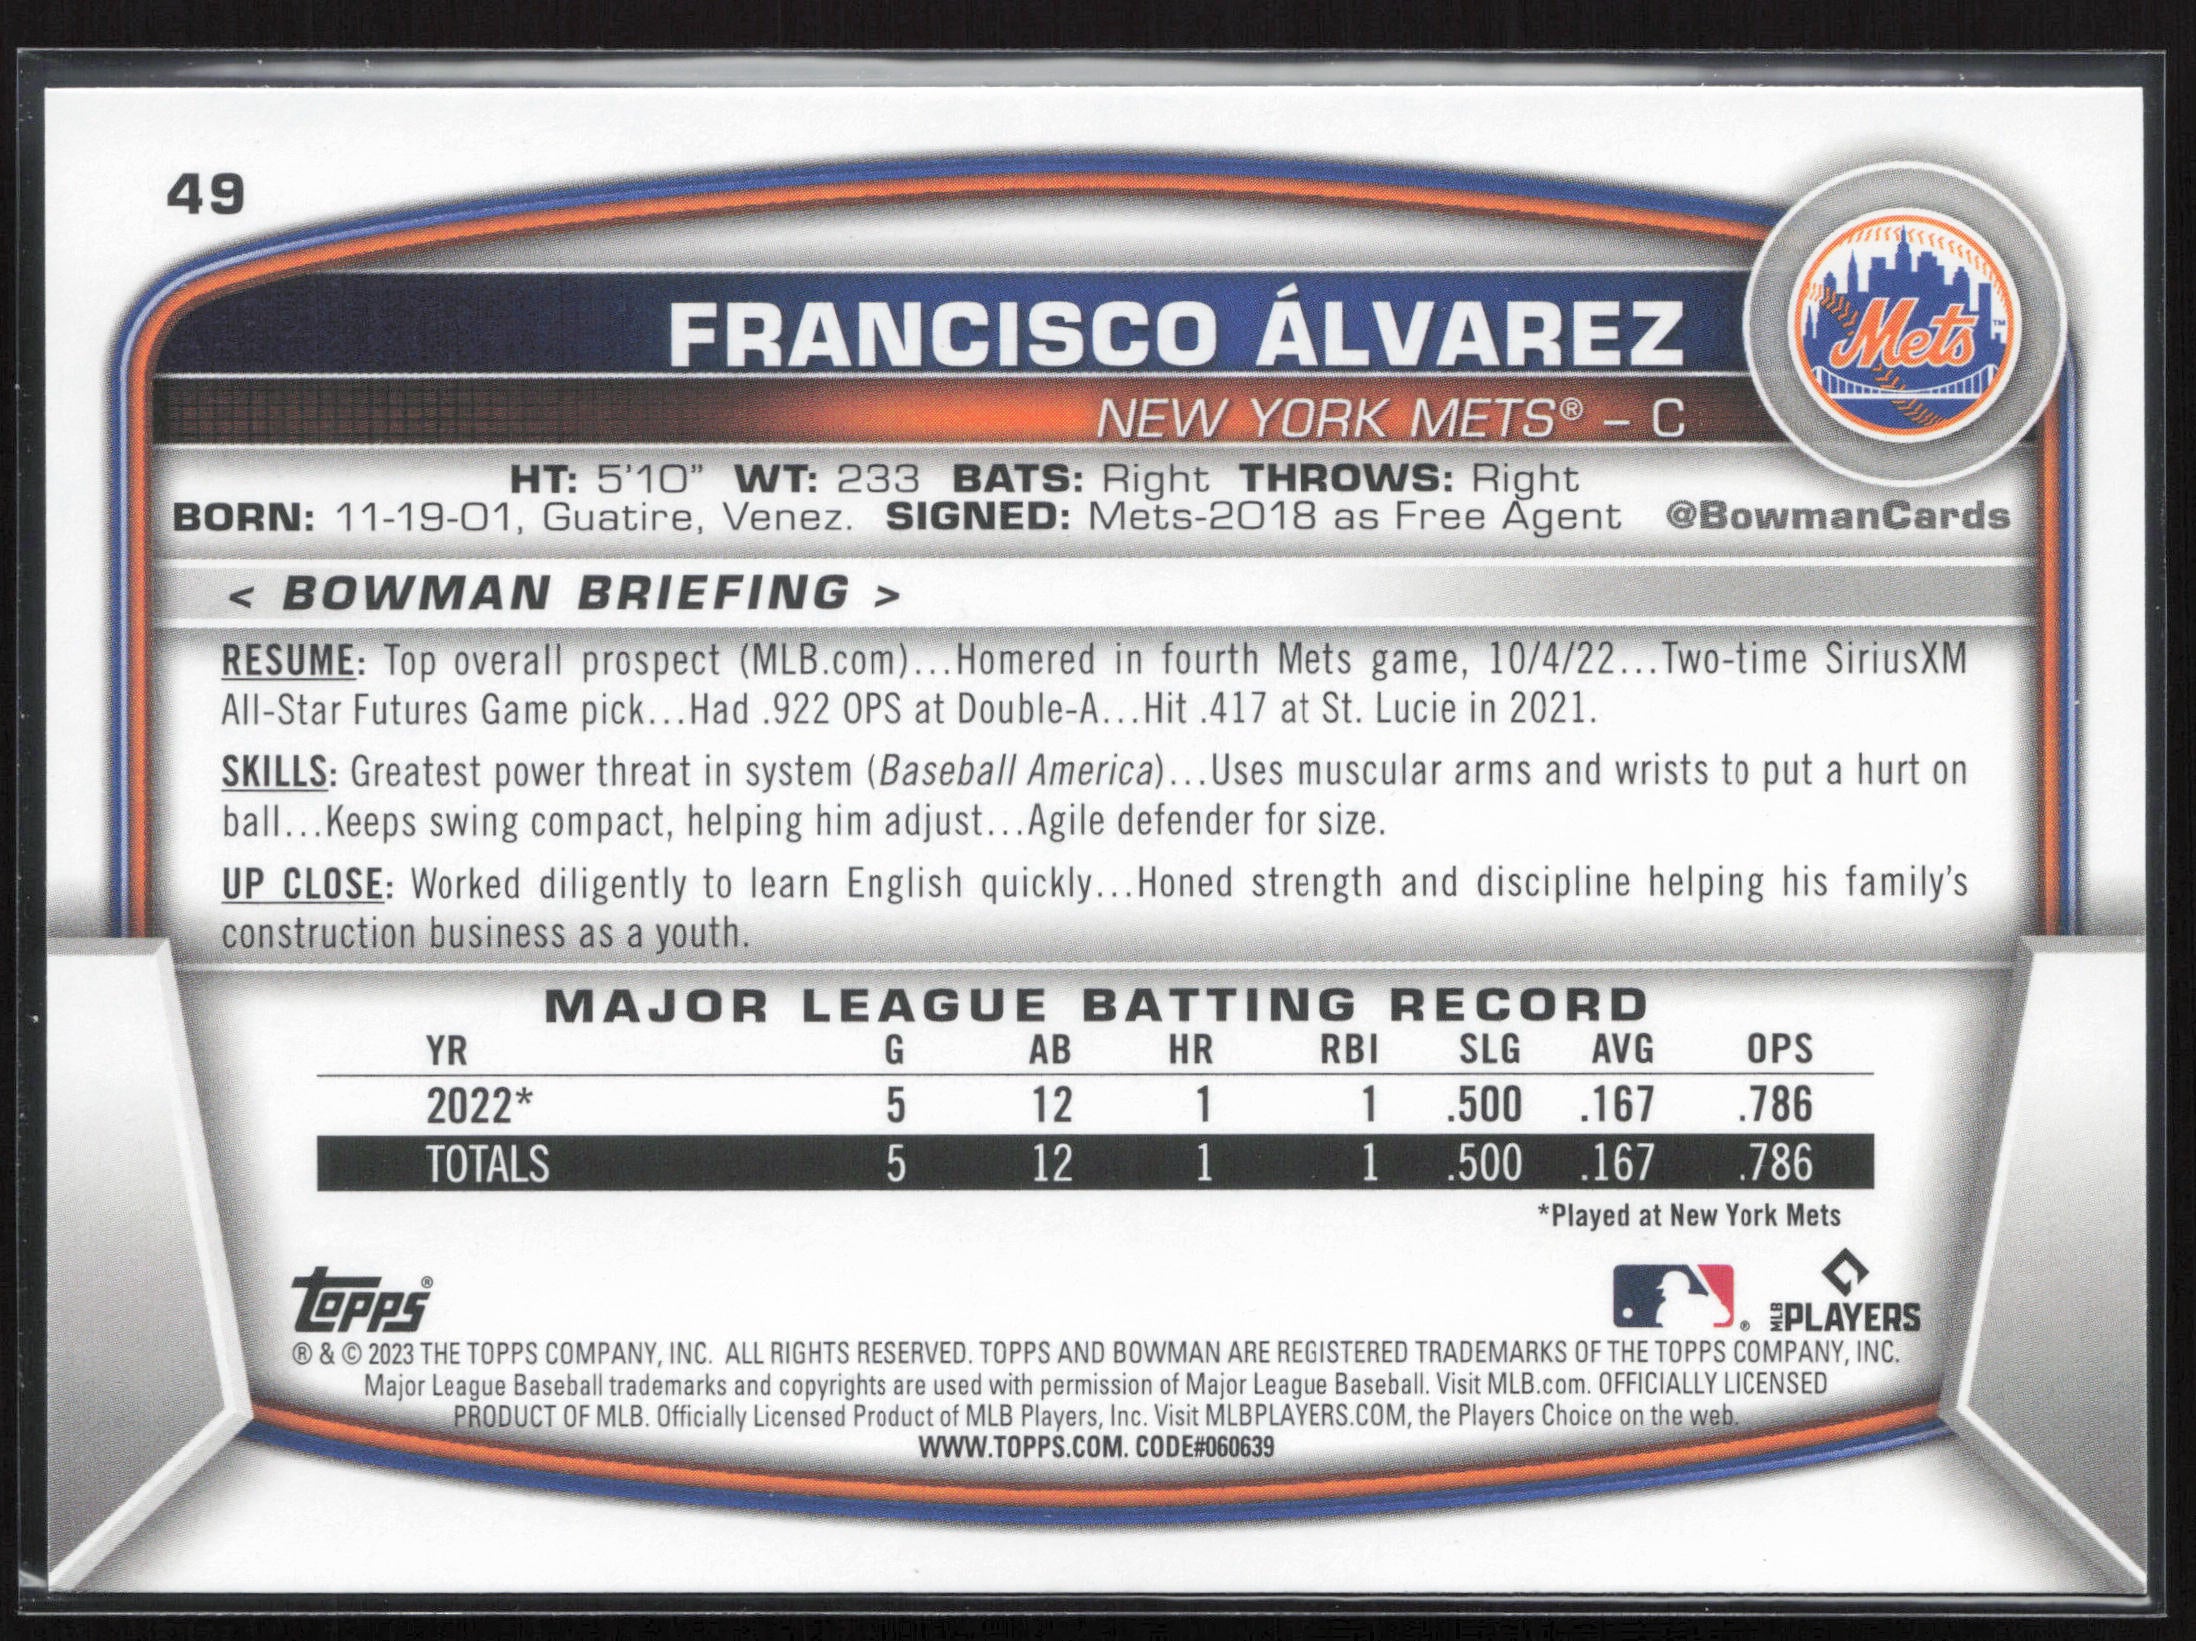 49
FRANCISCO ÁLVAREZ
Mets™
NEW YORK METS® – C
HT: 5'10" WT: 233 BATS: Right THROWS: Right
BORN: 11-19-01, Guatire, Venez. SIGNED: Mets-2018 as Free Agent @BowmanCards
< BOWMAN BRIEFING >
RESUME: Top overall prospect (MLB.com)...Homered in fourth Mets game, 10/4/22...Two-time SiriusXM
All-Star Futures Game pick...Had .922 OPS at Double-A...Hit .417 at St. Lucie in 2021.
SKILLS: Greatest power threat in system (Baseball America)...Uses muscular arms and wrists to put a hurt on
ball...Keeps swing compact, helping him adjust...Agile defender for size.
UP CLOSE: Worked diligently to learn English quickly...Honed strength and discipline helping his family's
construction business as a youth.
MAJOR LEAGUE BATTING RECORD
YR G AB HR RBI SLG AVG OPS
2022* 5 12 1 1 .500 .167 .786
TOTALS 5 12 1 1 .500 .167 .786
*Played at New York Mets
Topps®
® MLB PLAYERS
® & © 2023 THE TOPPS COMPANY, INC. ALL RIGHTS RESERVED. TOPPS AND BOWMAN ARE REGISTERED TRADEMARKS OF THE TOPPS COMPANY, INC.
Major League Baseball trademarks and copyrights are used with permission of Major League Baseball. Visit MLB.com. OFFICIALLY LICENSED
PRODUCT OF MLB. Officially Licensed Product of MLB Players, Inc. Visit MLBPLAYERS.COM, the Players Choice on the web.
WWW.TOPPS.COM. CODE#060639